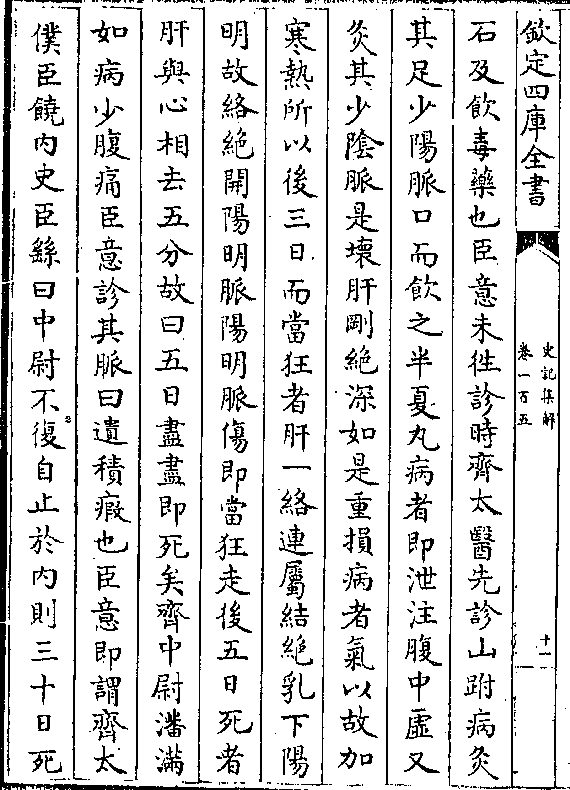 欽定四庫全書
史記集解
卷一百五
十一
石及飲毒藥也臣意未往診時齊太醫先診山跗病灸
其足少陽脈口而飲之半夏丸病者即泄注腹中虛又
灸其少陰脈是壞肝剛絶深如是重損病者氣以故加
寒熱所以後三日而當狂者肝一絡連屬結絶乳下陽
明故絡絶開陽明脈陽明脈傷即當狂走後五日死者
肝與心相去五分故曰五日盡盡即死矣齊中尉潘滿
如病少腹痛臣意診其脈曰遺積瘕也臣意即謂齊太
僕臣饒内史臣繇曰中尉不復自止於内則三十日死